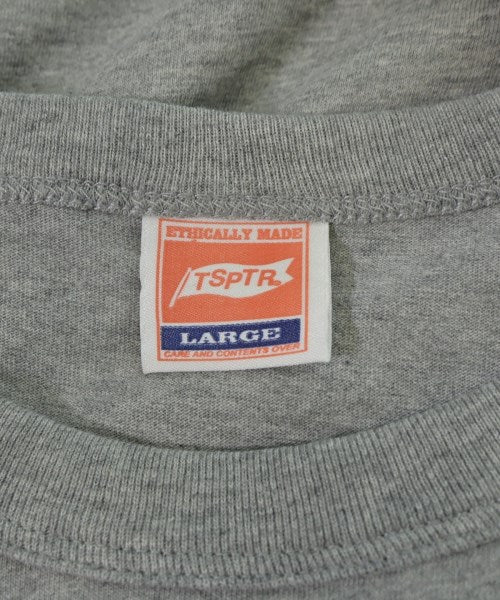 ETHICALLY MADE
TSPTR
LARGE
CARE AND CONTENTS OVER